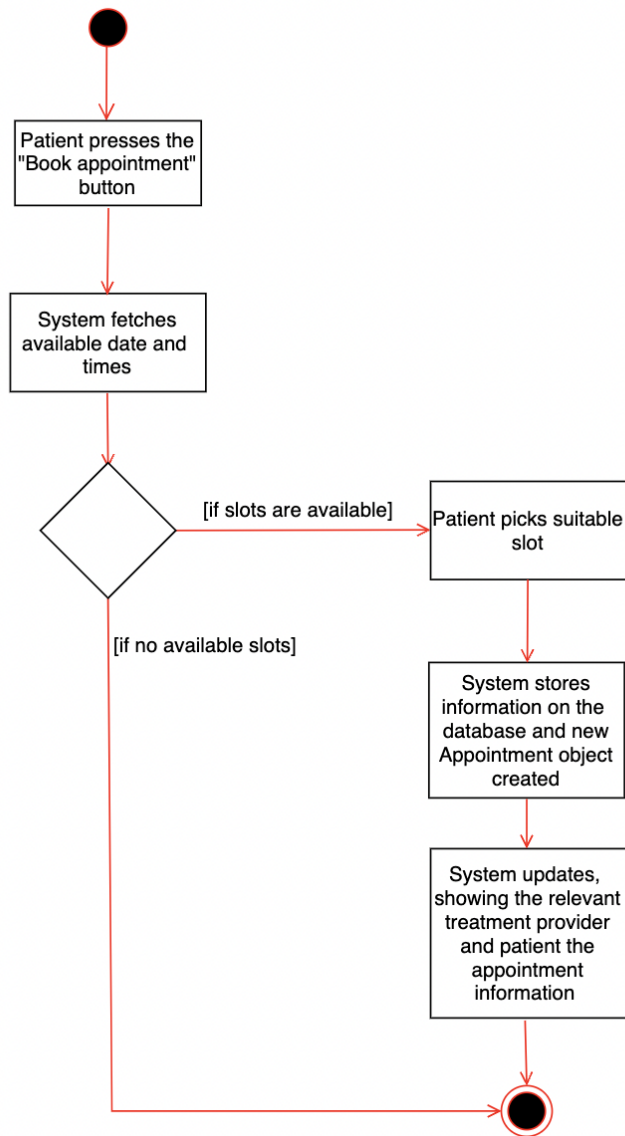 Patient presses the
"Book appointment"
button
System fetches
available date and
times
[if slots are available]
Patient picks suitable
slot
[if no available slots]
System stores
information on the
database and new
Appointment object
created
System updates,
showing the relevant
treatment provider
and patient the
appointment
information